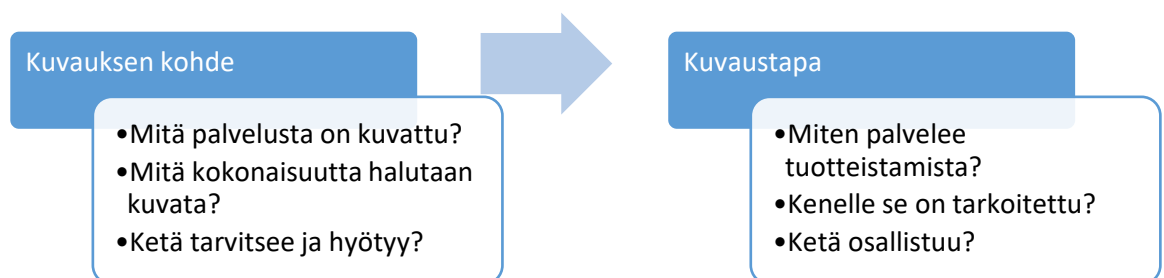 Kuvauksen kohde
•Mitä palvelusta on kuvattu?
•Mitä kokonaisuutta halutaan
kuvata?
•Ketä tarvitsee ja hyötyy?
Kuvaustapa
•Miten palvelee
tuotteistamista?
•Kenelle se on tarkoitettu?
•Ketä osallistuu?